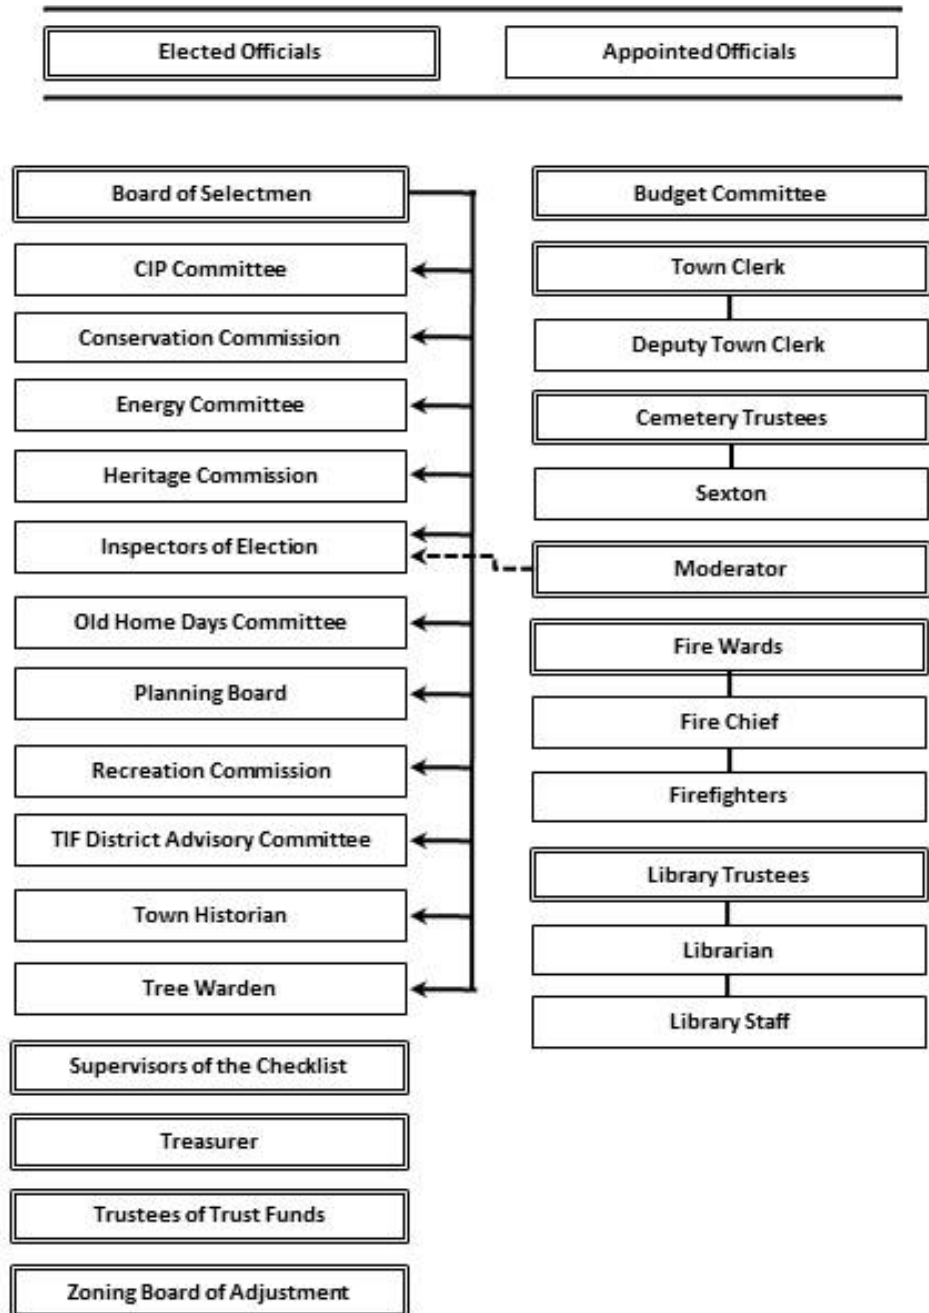 Elected Officials
Appointed Officials
Board of Selectmen
CIP Committee
Conservation Commission
Energy Committee
Heritage Commission
Inspectors of Election
Old Home Days Committee
Planning Board
Recreation Commission
TIF District Advisory Committee
Town Historian
Tree Warden
Supervisors of the Checklist
Treasurer
Trustees of Trust Funds
Zoning Board of Adjustment
Budget Committee
Town Clerk
Deputy Town Clerk
Cemetery Trustees
Sexton
Moderator
Fire Wards
Fire Chief
Firefighters
Library Trustees
Librarian
Library Staff